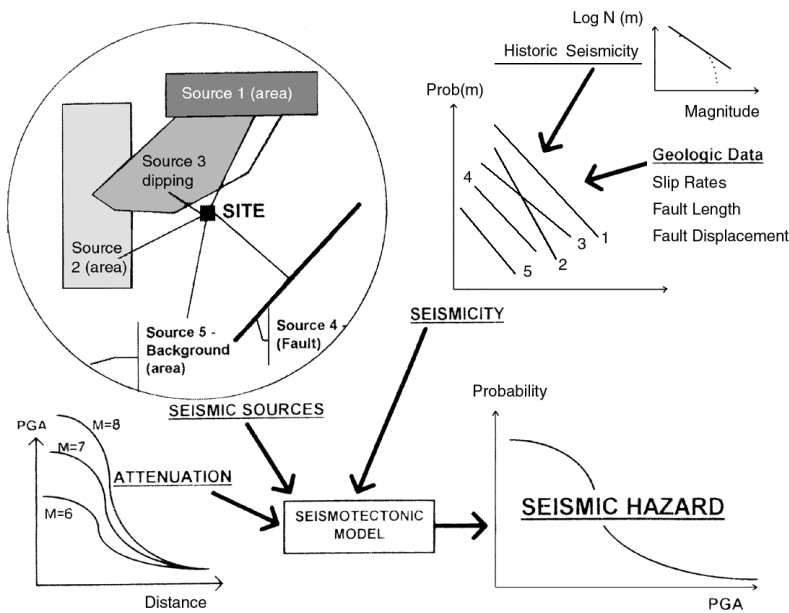 Log N (m)
Historic Seismicity
Magnitude
Prob(m)
Geologic Data
Slip Rates
Fault Length
Fault Displacement
4
3
1
2
5
SEISMICITY
Source 1 (area)
Source 3
dipping
SITE
Source
2 (area)
Source 5 -
Background
(area)
Source 4 -
(Fault)
SEISMIC SOURCES
PGA
M=8
M=7
M=6
ATTENUATION
Distance
SEISMOTECTONIC
MODEL
Probability
SEISMIC HAZARD
PGA